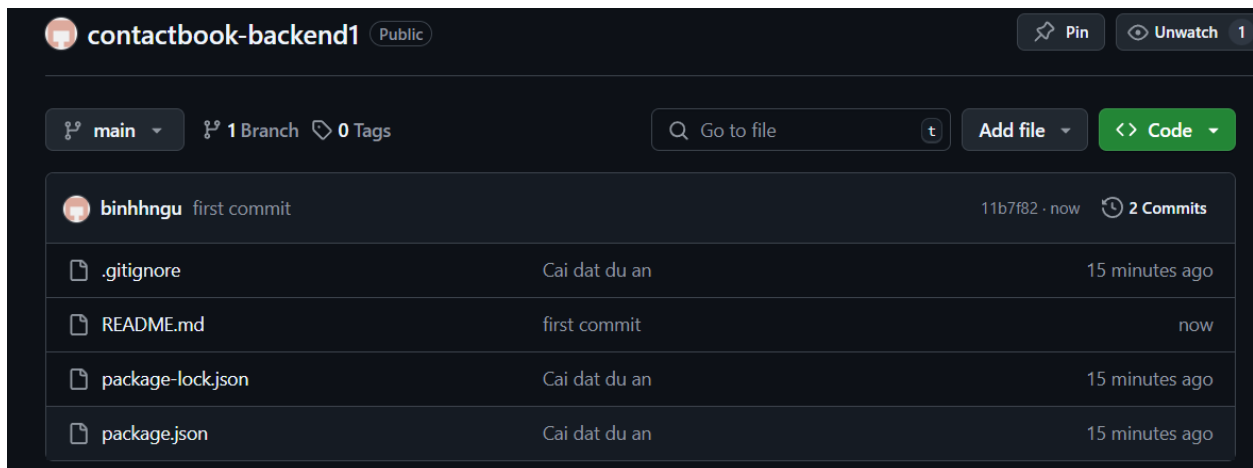 contactbook-backend1 Public Pin Unwatch 1
main 1 Branch 0 Tags Go to file t Add file Code
binhhngu first commit 11b7f82 · now 2 Commits
.gitignore Cai dat du an 15 minutes ago
README.md first commit now
package-lock.json Cai dat du an 15 minutes ago
package.json Cai dat du an 15 minutes ago